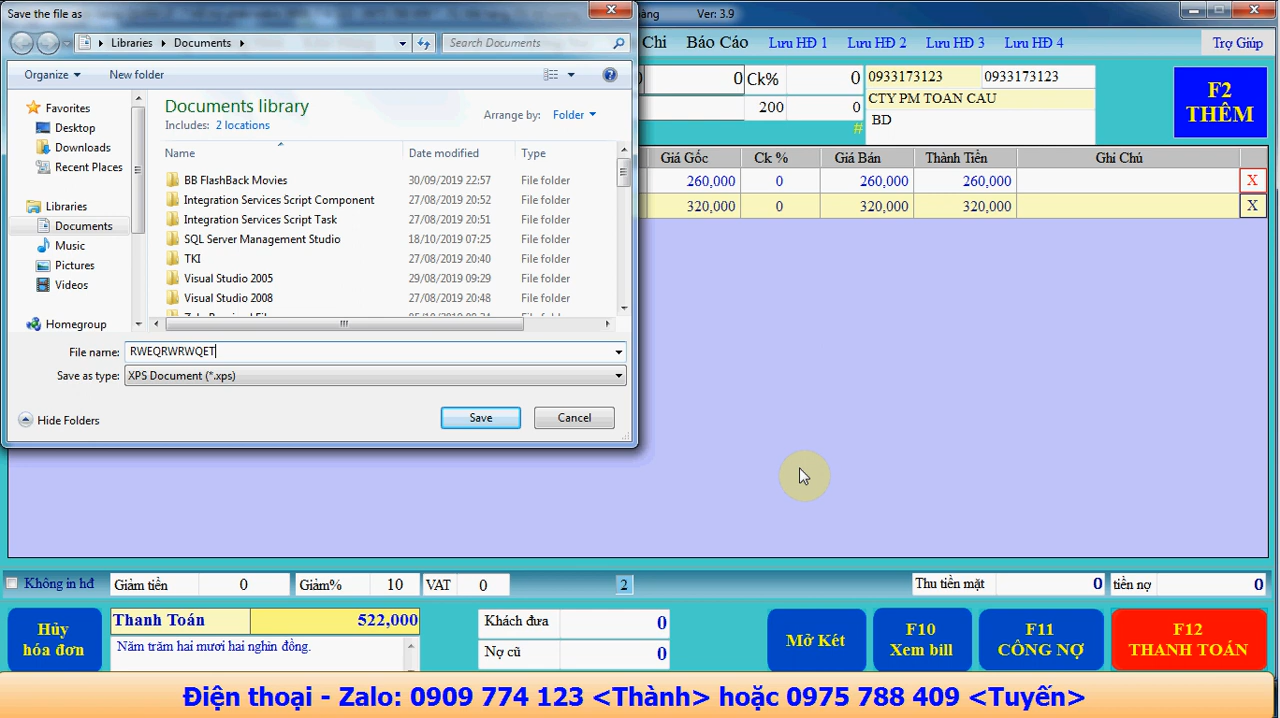 Save the file as
àng Ver: 3.9
Libraries Documents
Search Documents
Chi Báo Cáo Lưu HĐ 1 Lưu HĐ 2 Lưu HĐ 3 Lưu HĐ 4 Trợ Giúp
Organize New folder
0 Ck% 0 0933173123 0933173123
200 0 CTY PM TOAN CAU
# BD
F2
THÊM
Favorites
Desktop
Downloads
Recent Places
Libraries
Documents
Music
Pictures
Videos
Homegroup
Documents library
Includes: 2 locations
Arrange by: Folder
Name Date modified Type
BB FlashBack Movies 30/09/2019 22:57 File folder
Integration Services Script Component 27/08/2019 20:52 File folder
Integration Services Script Task 27/08/2019 20:51 File folder
SQL Server Management Studio 18/10/2019 07:25 File folder
TKI 27/08/2019 20:40 File folder
Visual Studio 2005 29/08/2019 09:29 File folder
Visual Studio 2008 27/08/2019 20:48 File folder
File name: RWEQRWRWQET
Save as type: XPS Document (*.xps)
Hide Folders Save Cancel
Giá Gốc Ck % Giá Bán Thành Tiền Ghi Chú
260,000 0 260,000 260,000 X
320,000 0 320,000 320,000 X
Không in hđ Giảm tiền 0 Giảm% 10 VAT 0 2 Thu tiền mặt 0 tiền nợ 0
Hủy
hóa đơn
Thanh Toán 522,000
Năm trăm hai mươi hai nghìn đồng.
Khách đưa 0
Nợ cũ 0
Mở Két
F10
Xem bill
F11
CÔNG NỢ
F12
THANH TOÁN
Điện thoại - Zalo: 0909 774 123 <Thành> hoặc 0975 788 409 <Tuyến>